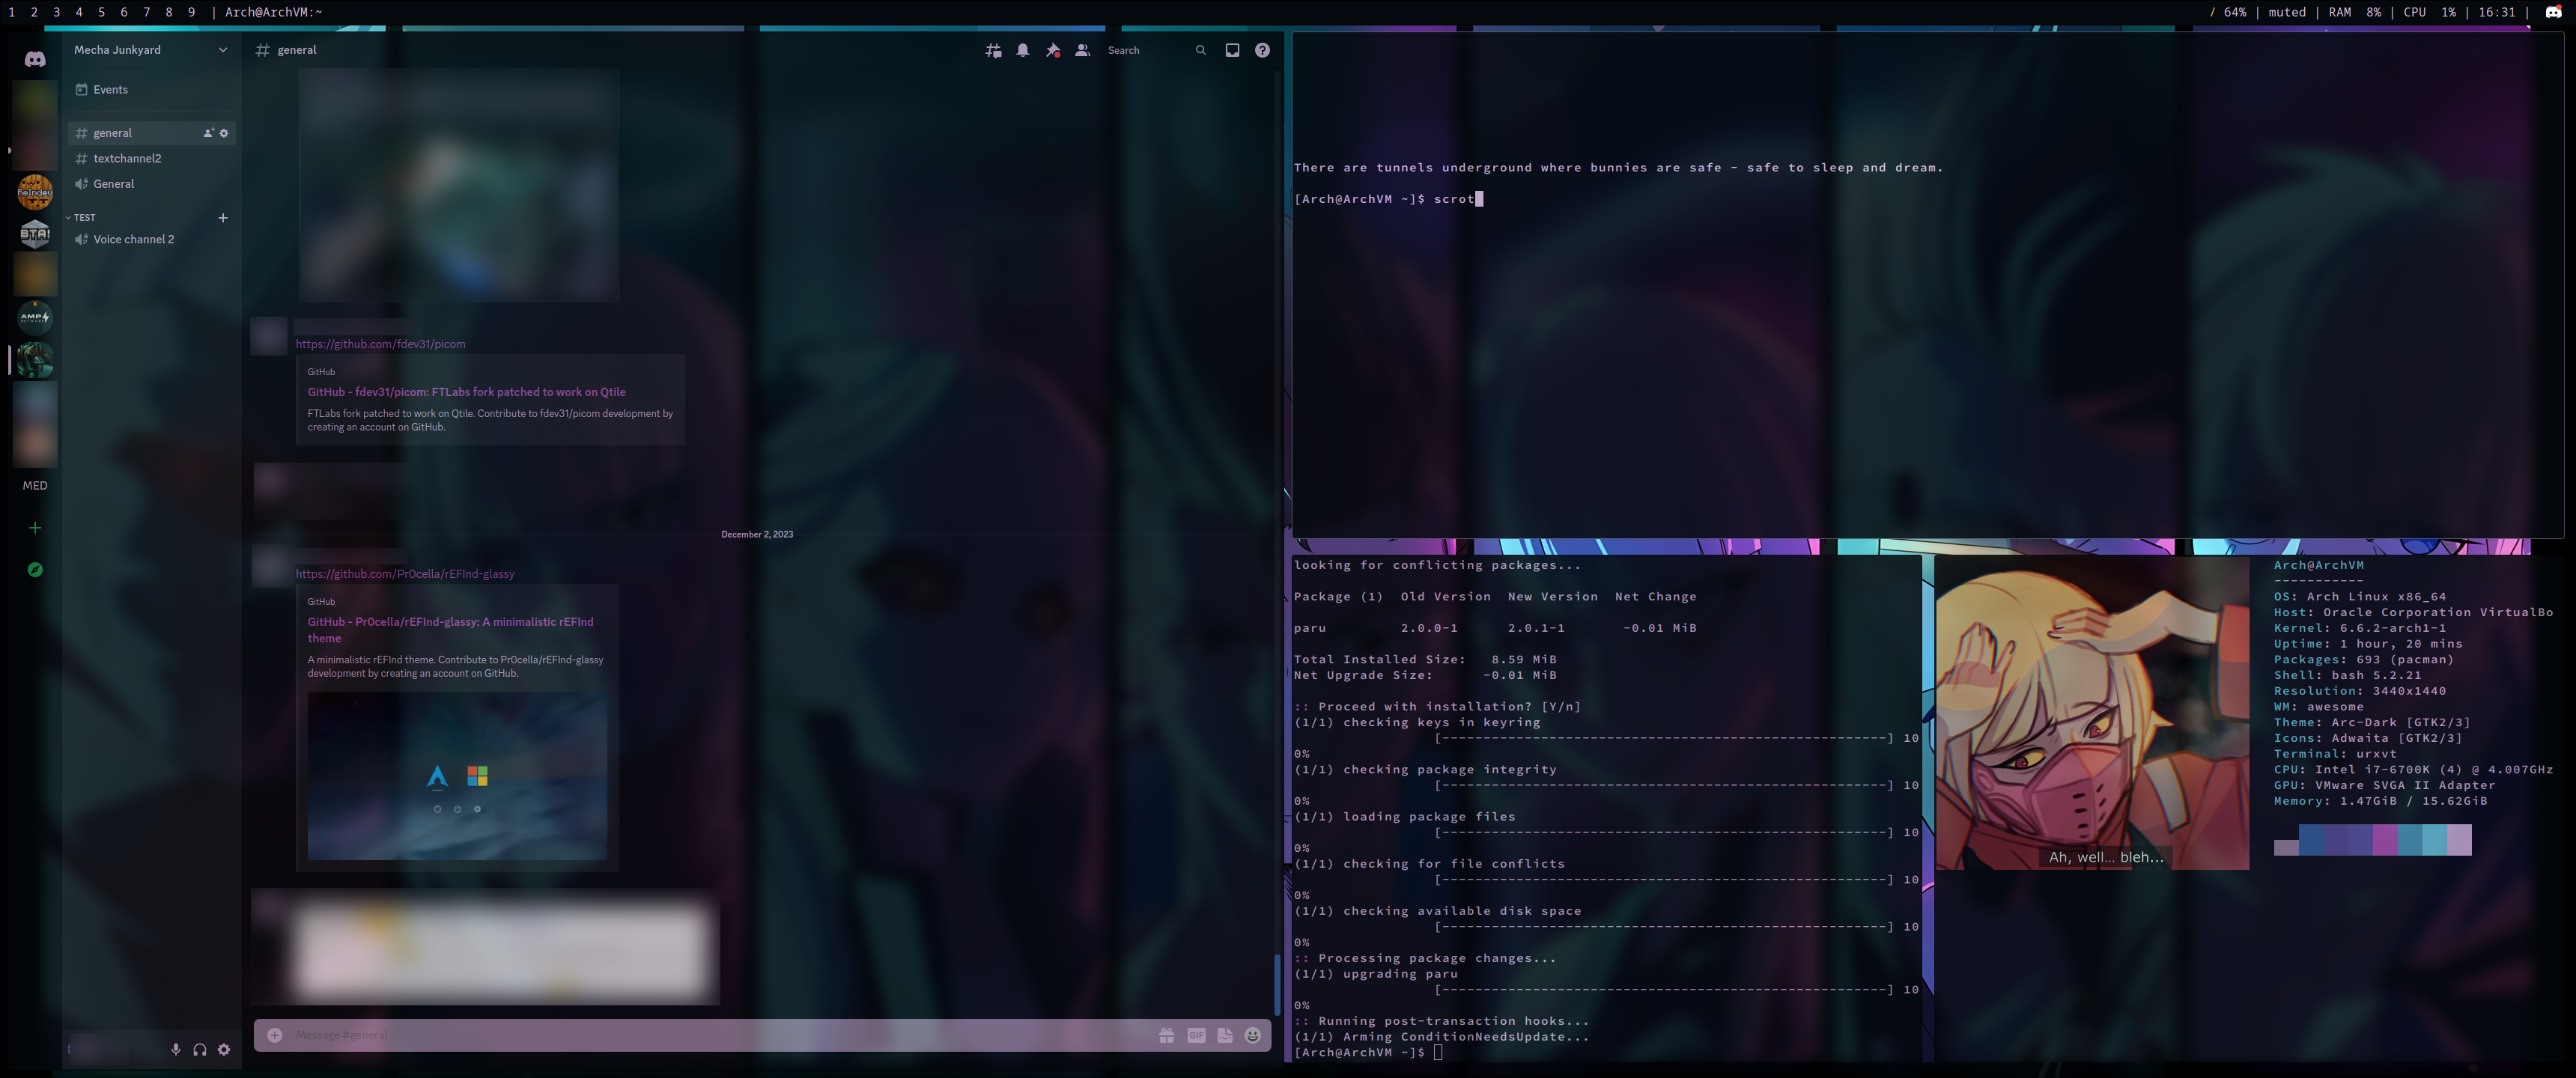 1 2 3 4 5 6 7 8 9 | Arch@ArchVM:~
/ 64% | muted | RAM 8% | CPU 1% | 16:31 |
Mecha Junkyard
Events
general
textchannel2
General
TEST
Voice channel 2
BTA!
AMP
MED
general
Search
https://github.com/fdev31/picom
GitHub
GitHub - fdev31/picom: FTLabs fork patched to work on Qtile
FTLabs fork patched to work on Qtile. Contribute to fdev31/picom development by
creating an account on GitHub.
December 2, 2023
https://github.com/Pr0cella/rEFInd-glassy
GitHub
GitHub - Pr0cella/rEFInd-glassy: A minimalistic rEFInd
theme
A minimalistic rEFInd theme. Contribute to Pr0cella/rEFInd-glassy
development by creating an account on GitHub.
Message #general
GIF
There are tunnels underground where bunnies are safe - safe to sleep and dream.
[Arch@ArchVM ~]$ scrot
looking for conflicting packages...
Package (1)  Old Version  New Version  Net Change
paru         2.0.0-1      2.0.1-1       -0.01 MiB
Total Installed Size:   8.59 MiB
Net Upgrade Size:      -0.01 MiB
:: Proceed with installation? [Y/n]
(1/1) checking keys in keyring
[------------------------------------------------------] 10
0%
(1/1) checking package integrity
[------------------------------------------------------] 10
0%
(1/1) loading package files
[------------------------------------------------------] 10
0%
(1/1) checking for file conflicts
[------------------------------------------------------] 10
0%
(1/1) checking available disk space
[------------------------------------------------------] 10
0%
:: Processing package changes...
(1/1) upgrading paru
[------------------------------------------------------] 10
0%
:: Running post-transaction hooks...
(1/1) Arming ConditionNeedsUpdate...
[Arch@ArchVM ~]$
Ah, well... bleh...
Arch@ArchVM
-----------
OS: Arch Linux x86_64
Host: Oracle Corporation VirtualBo
Kernel: 6.6.2-arch1-1
Uptime: 1 hour, 20 mins
Packages: 693 (pacman)
Shell: bash 5.2.21
Resolution: 3440x1440
WM: awesome
Theme: Arc-Dark [GTK2/3]
Icons: Adwaita [GTK2/3]
Terminal: urxvt
CPU: Intel i7-6700K (4) @ 4.007GHz
GPU: VMware SVGA II Adapter
Memory: 1.47GiB / 15.62GiB